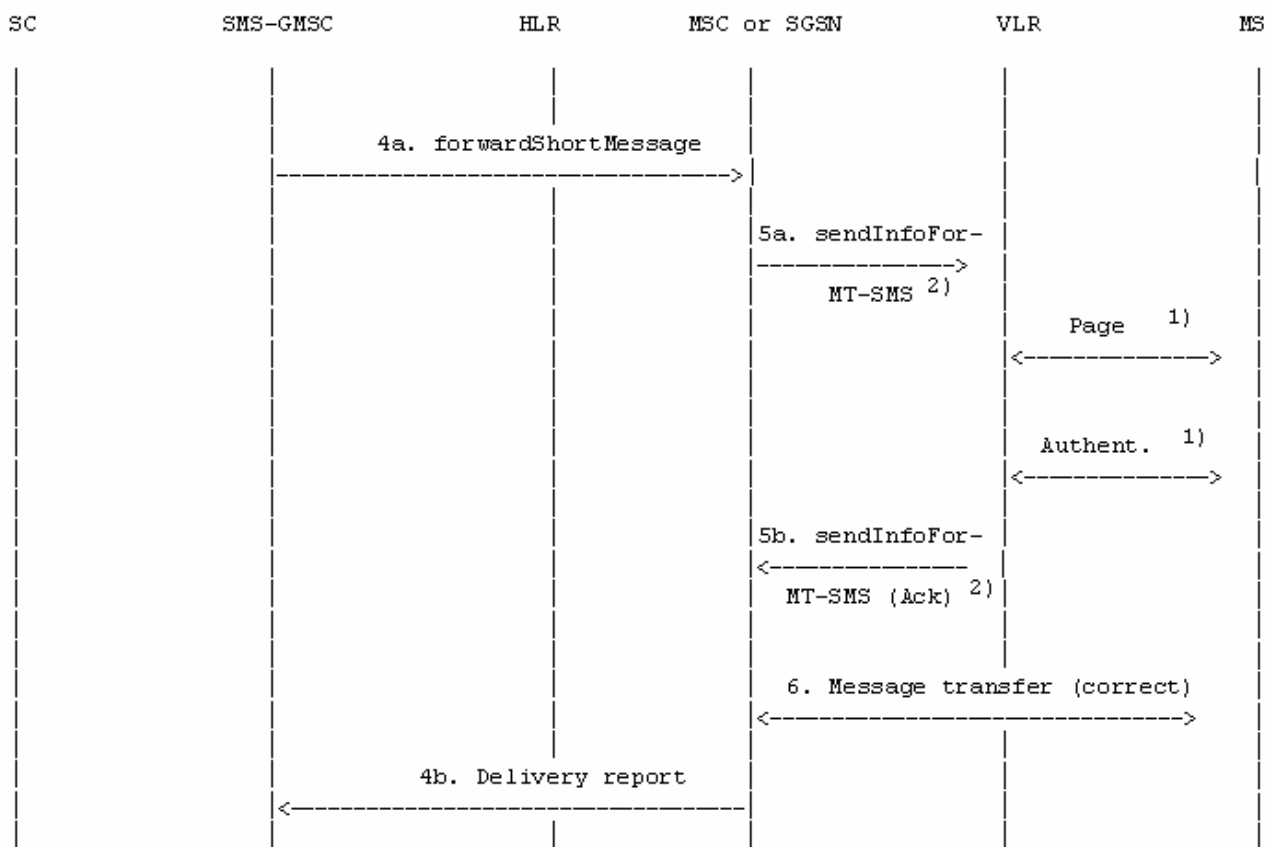 SC SMS-GMSC HLR MSC or SGSN VLR MS
4a. forwardShortMessage
5a. sendInfoFor-
MT-SMS 2)
Page 1)
Authent. 1)
5b. sendInfoFor-
MT-SMS (Ack) 2)
6. Message transfer (correct)
4b. Delivery report